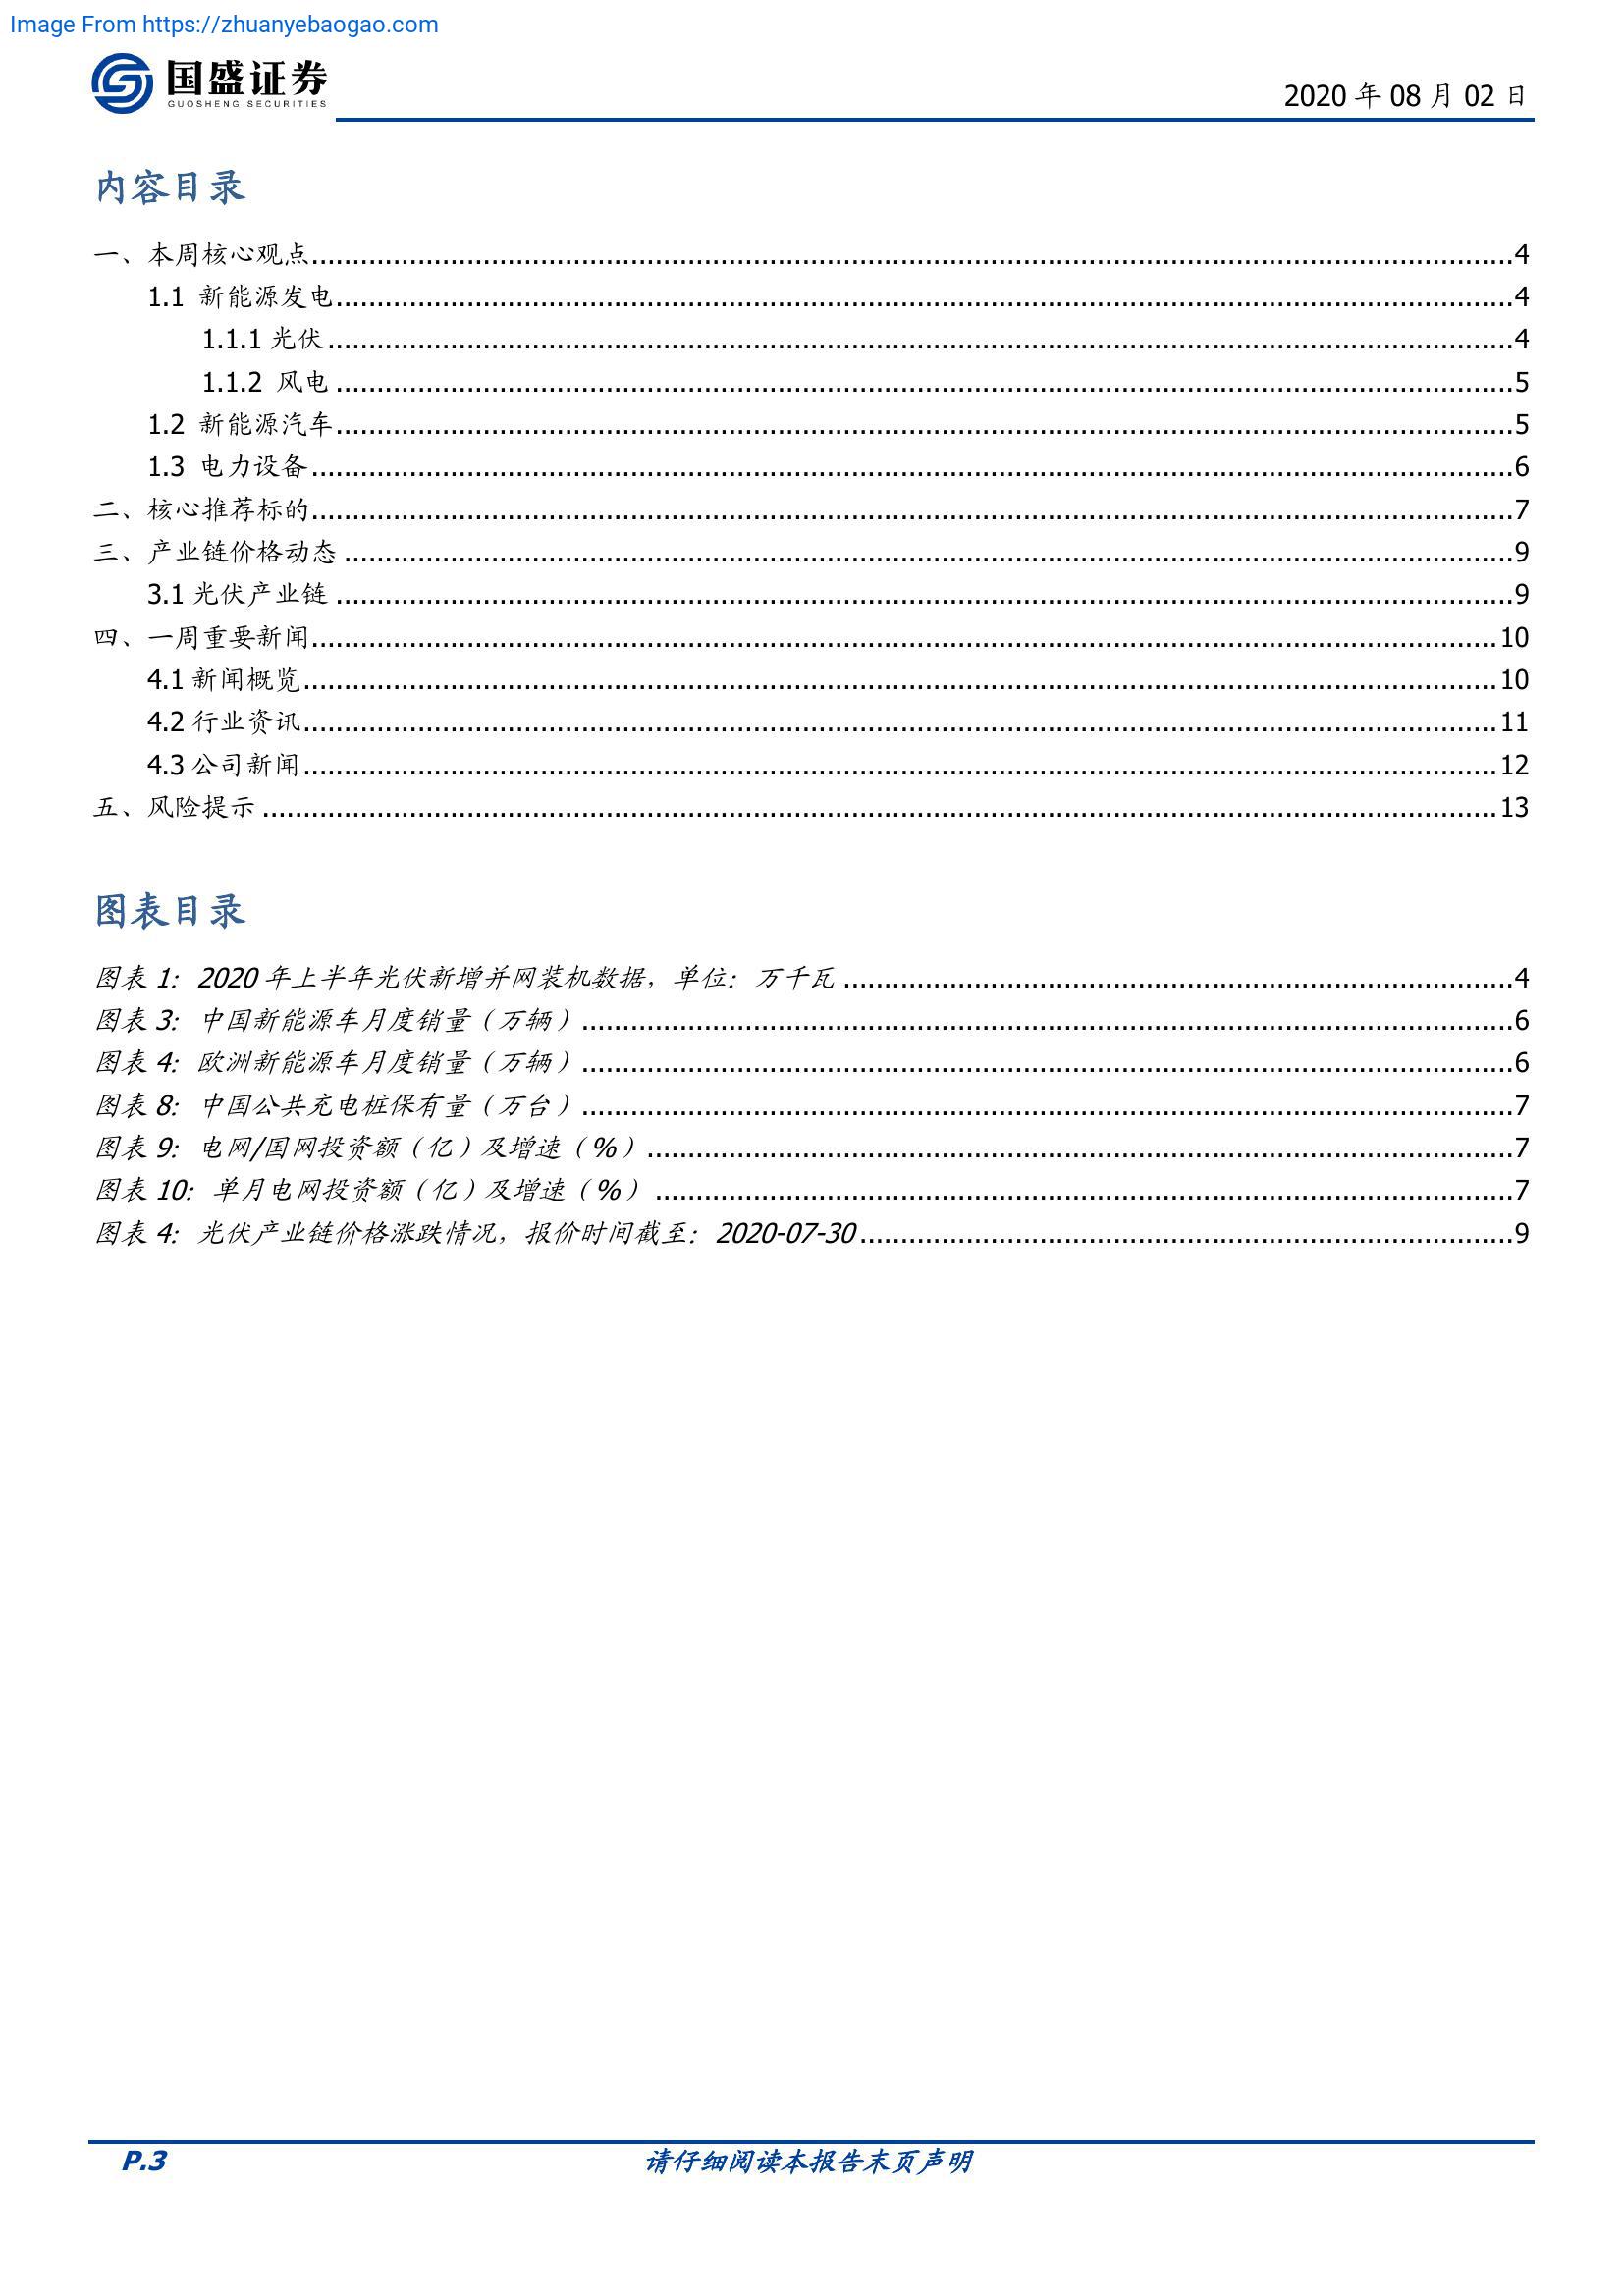 Image From https://zhuanyebaogao.com
国盛证券
GUOSHENG SECURITIES
2020 年 08 月 02 日
内容目录
一、本周核心观点 4
1.1 新能源发电 4
1.1.1 光伏 4
1.1.2 风电 5
1.2 新能源汽车 5
1.3 电力设备 6
二、核心推荐标的 7
三、产业链价格动态 9
3.1 光伏产业链 9
四、一周重要新闻 10
4.1 新闻概览 10
4.2 行业资讯 11
4.3 公司新闻 12
五、风险提示 13
图表目录
图表 1：2020 年上半年光伏新增并网装机数据，单位：万千瓦 4
图表 3：中国新能源车月度销量（万辆） 6
图表 4：欧洲新能源车月度销量（万辆） 6
图表 8：中国公共充电桩保有量（万台） 7
图表 9：电网/国网投资额（亿）及增速（%） 7
图表 10：单月电网投资额（亿）及增速（%） 7
图表 4：光伏产业链价格涨跌情况，报价时间截至：2020-07-30 9
P.3
请仔细阅读本报告末页声明